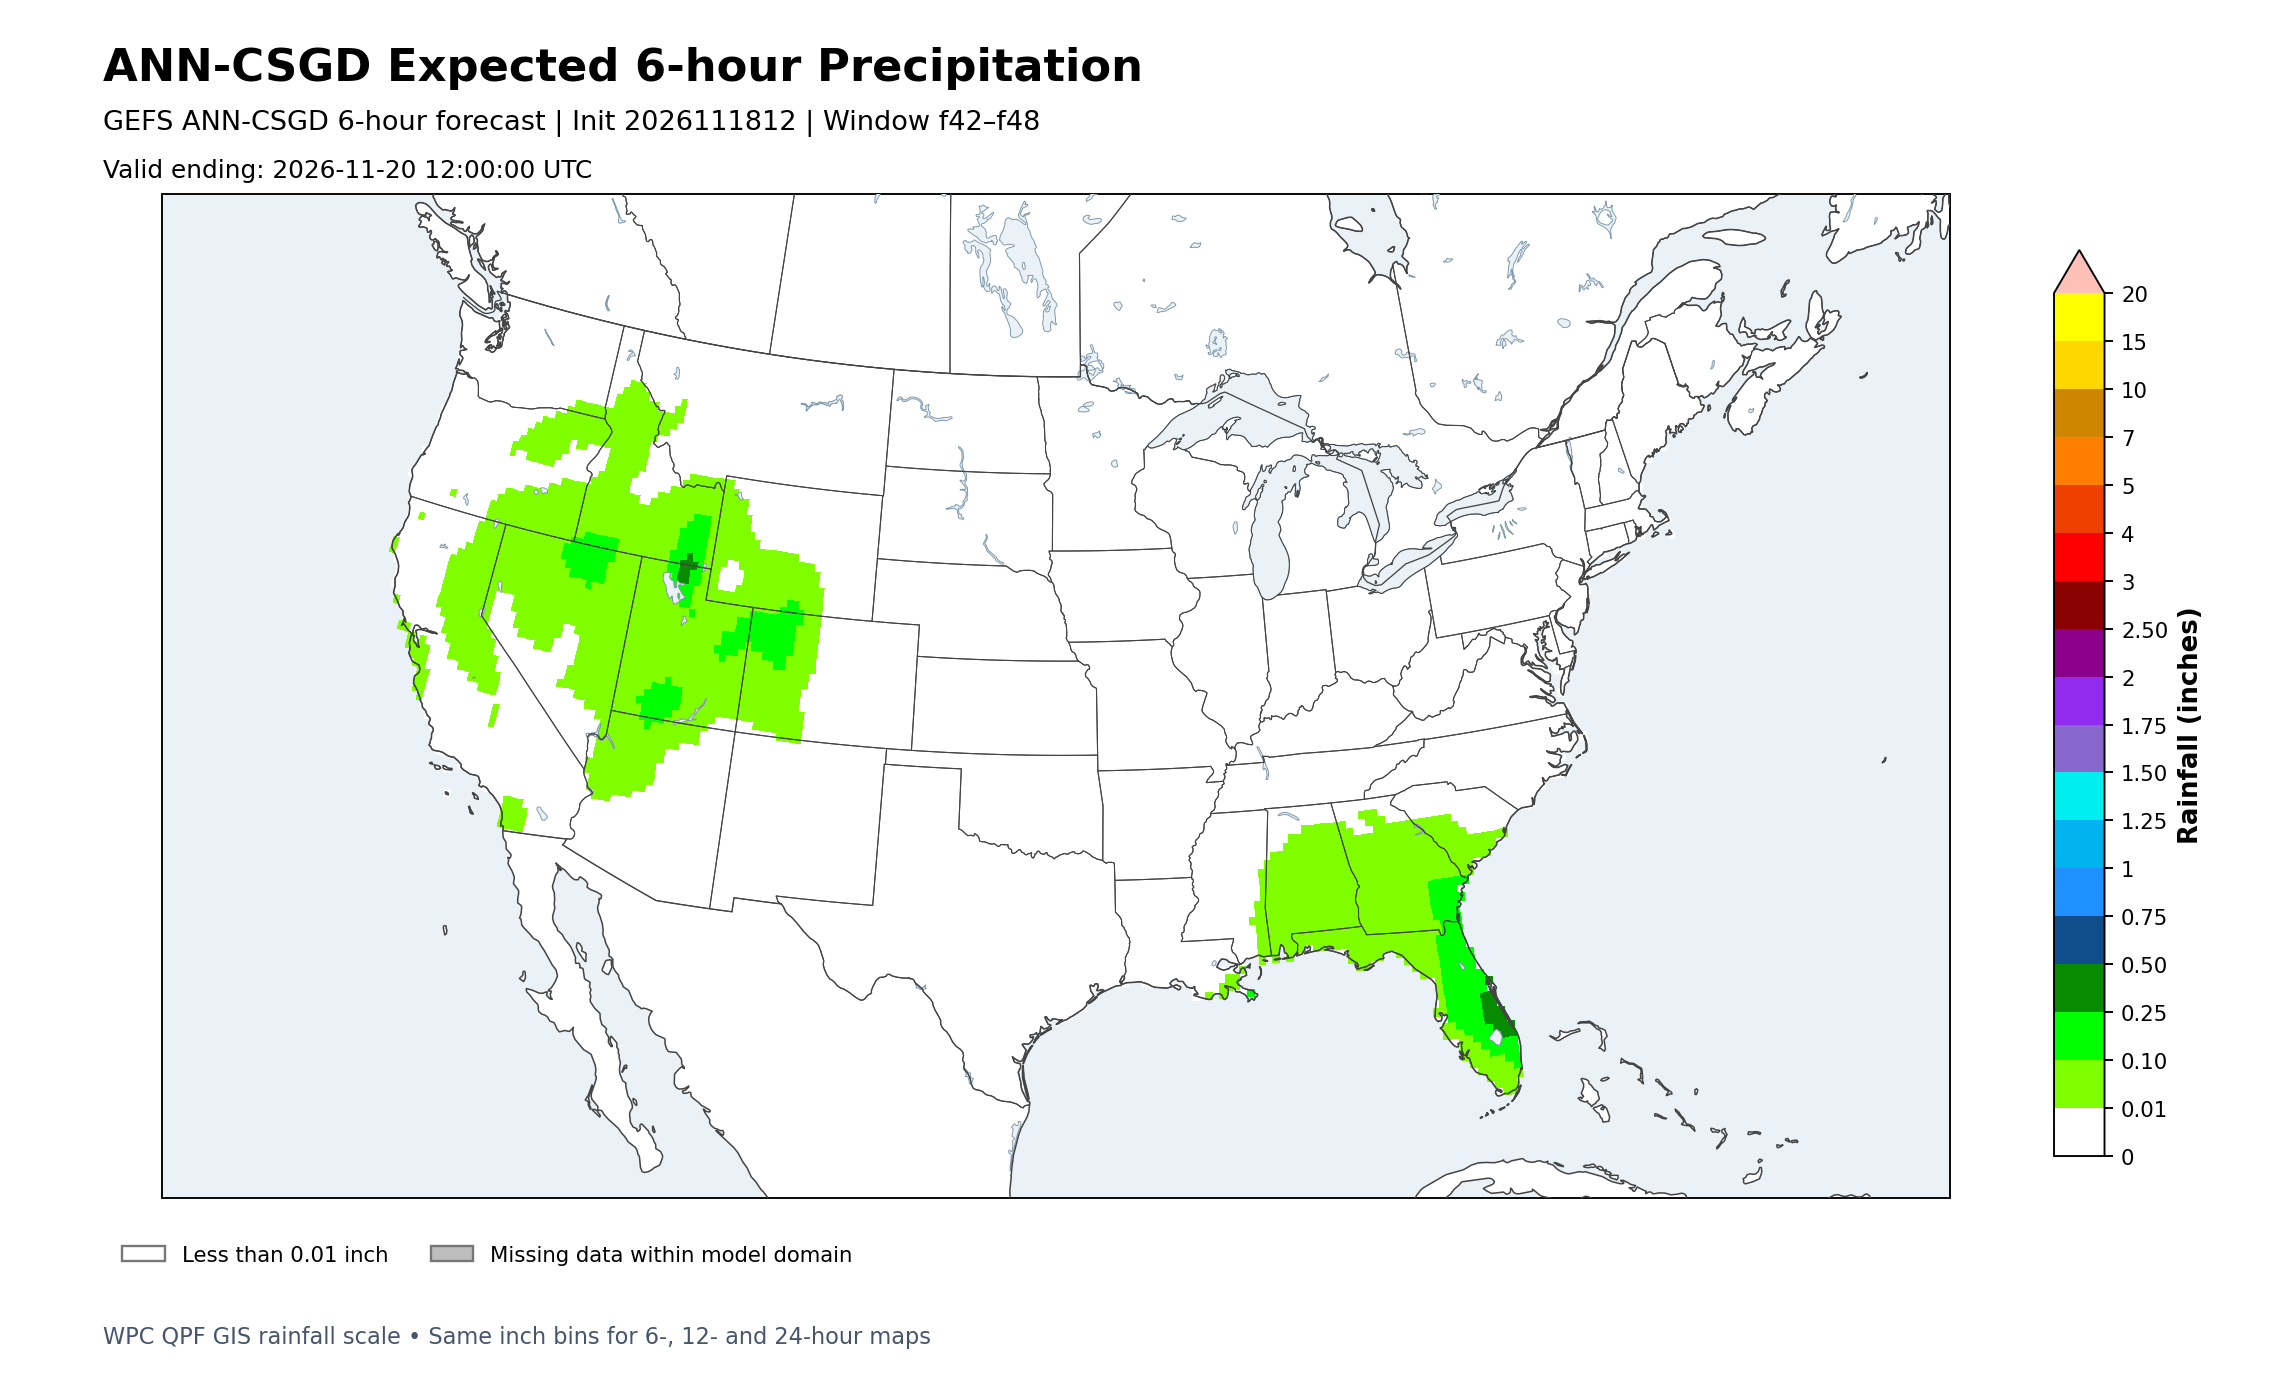 ANN-CSGD Expected 6-hour Precipitation
GEFS ANN-CSGD 6-hour forecast | Init 2026111812 | Window f42–f48
Valid ending: 2026-11-20 12:00:00 UTC
20
15
10
7
5
4
3
2.50
2
1.75
1.50
1.25
1
0.75
0.50
0.25
0.10
0.01
0
Rainfall (inches)
Less than 0.01 inch
Missing data within model domain
WPC QPF GIS rainfall scale • Same inch bins for 6-, 12- and 24-hour maps